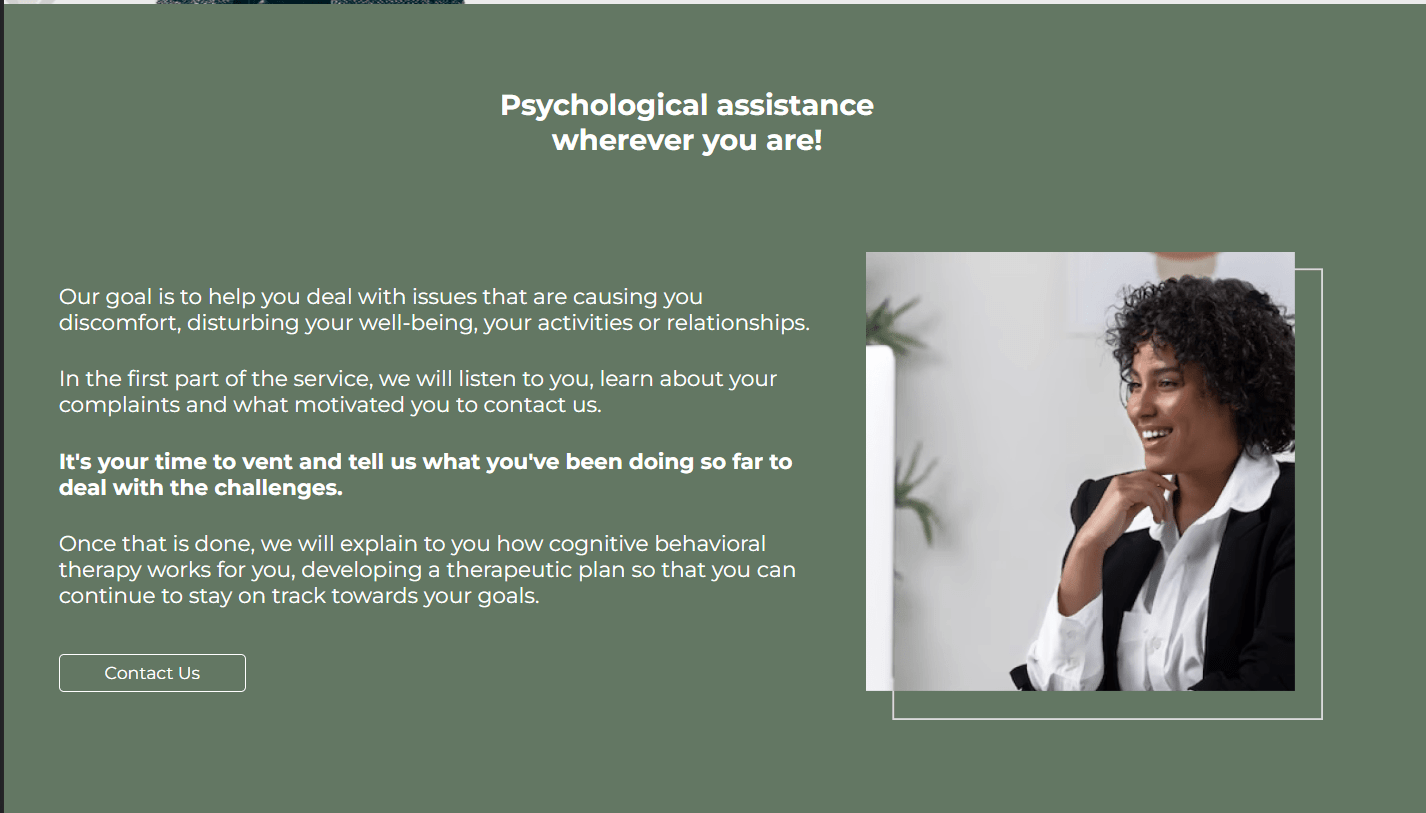 Psychological assistance
wherever you are!
Our goal is to help you deal with issues that are causing you
discomfort, disturbing your well-being, your activities or relationships.
In the first part of the service, we will listen to you, learn about your
complaints and what motivated you to contact us.
It's your time to vent and tell us what you've been doing so far to
deal with the challenges.
Once that is done, we will explain to you how cognitive behavioral
therapy works for you, developing a therapeutic plan so that you can
continue to stay on track towards your goals.
Contact Us